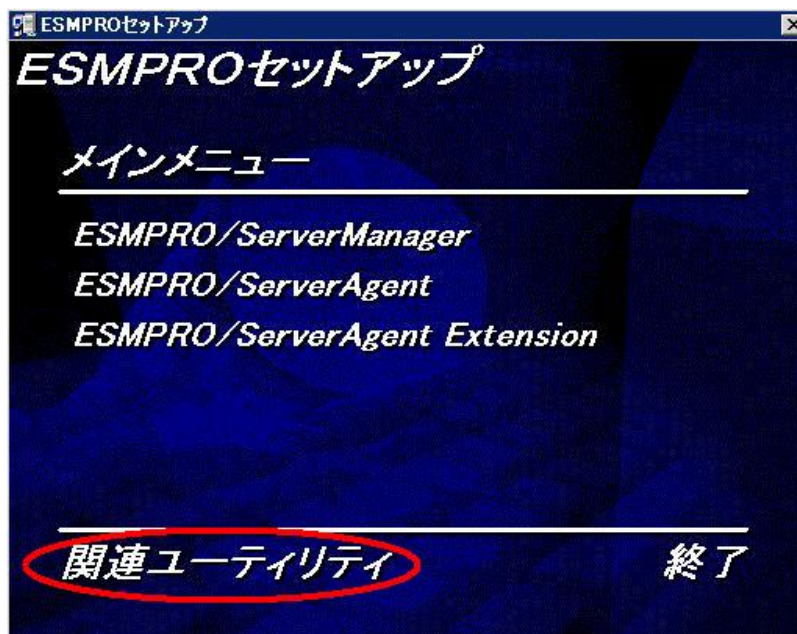 ESMPROセットアップ
ESMPROセットアップ
メインメニュー
ESMPRO/ServerManager
ESMPRO/ServerAgent
ESMPRO/ServerAgent Extension
関連ユーティリティ 終了